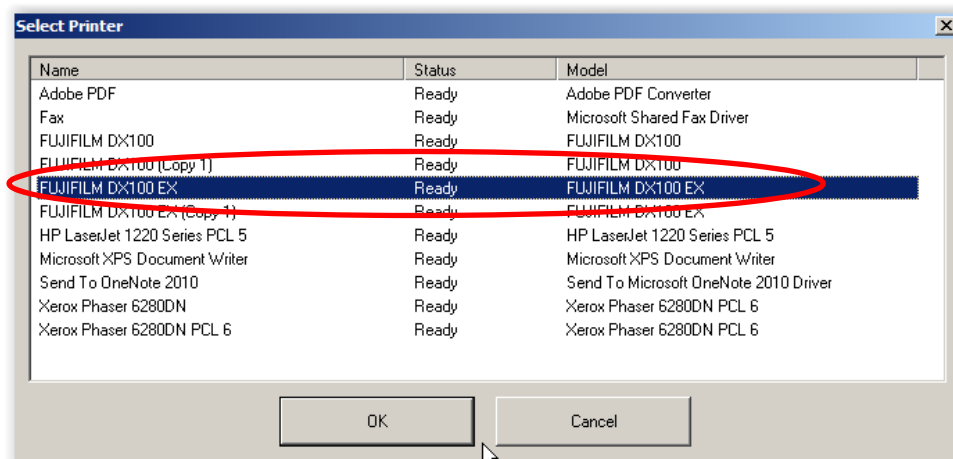 Select Printer
Name Status Model
Adobe PDF Ready Adobe PDF Converter
Fax Ready Microsoft Shared Fax Driver
FUJIFILM DX100 Ready FUJIFILM DX100
FUJIFILM DX100 (Copy 1) Ready FUJIFILM DX100
FUJIFILM DX100 EX Ready FUJIFILM DX100 EX
FUJIFILM DX100 EX (Copy 1) Ready FUJIFILM DX100 EX
HP LaserJet 1220 Series PCL 5 Ready HP LaserJet 1220 Series PCL 5
Microsoft XPS Document Writer Ready Microsoft XPS Document Writer
Send To OneNote 2010 Ready Send To Microsoft OneNote 2010 Driver
Xerox Phaser 6280DN Ready Xerox Phaser 6280DN PCL 6
Xerox Phaser 6280DN PCL 6 Ready Xerox Phaser 6280DN PCL 6
OK Cancel